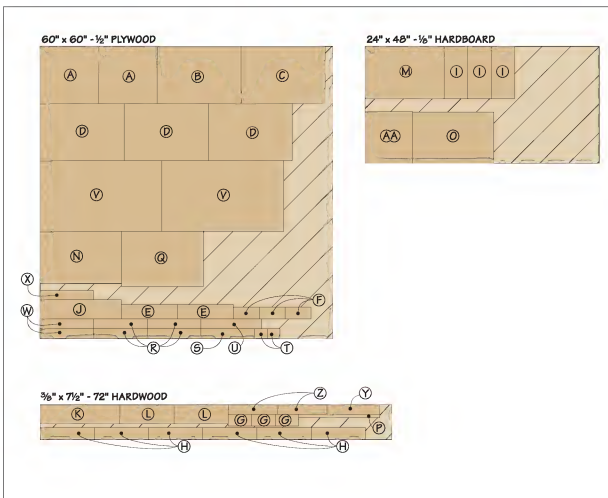 60" x 60" - ½" PLYWOOD
24" x 48" - ⅛" HARDBOARD
A A B C
M I I I
D D D
AA O
V V
N Q
X
J E E F
W
R S U T
⅜" x 7½" - 72" HARDWOOD
Z Y
K L L
G G G P
H H